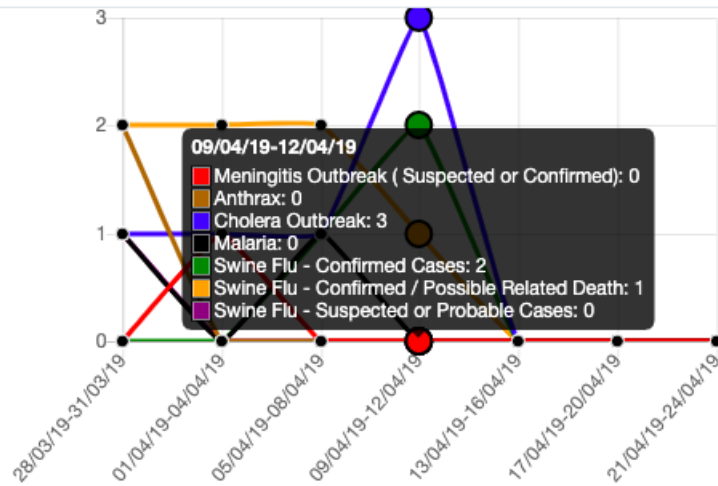 3
2
1
0
09/04/19-12/04/19
Meningitis Outbreak ( Suspected or Confirmed): 0
Anthrax: 0
Cholera Outbreak: 3
Malaria: 0
Swine Flu - Confirmed Cases: 2
Swine Flu - Confirmed / Possible Related Death: 1
Swine Flu - Suspected or Probable Cases: 0
28/03/19-31/03/19
01/04/19-04/04/19
05/04/19-08/04/19
09/04/19-12/04/19
13/04/19-16/04/19
17/04/19-20/04/19
21/04/19-24/04/19